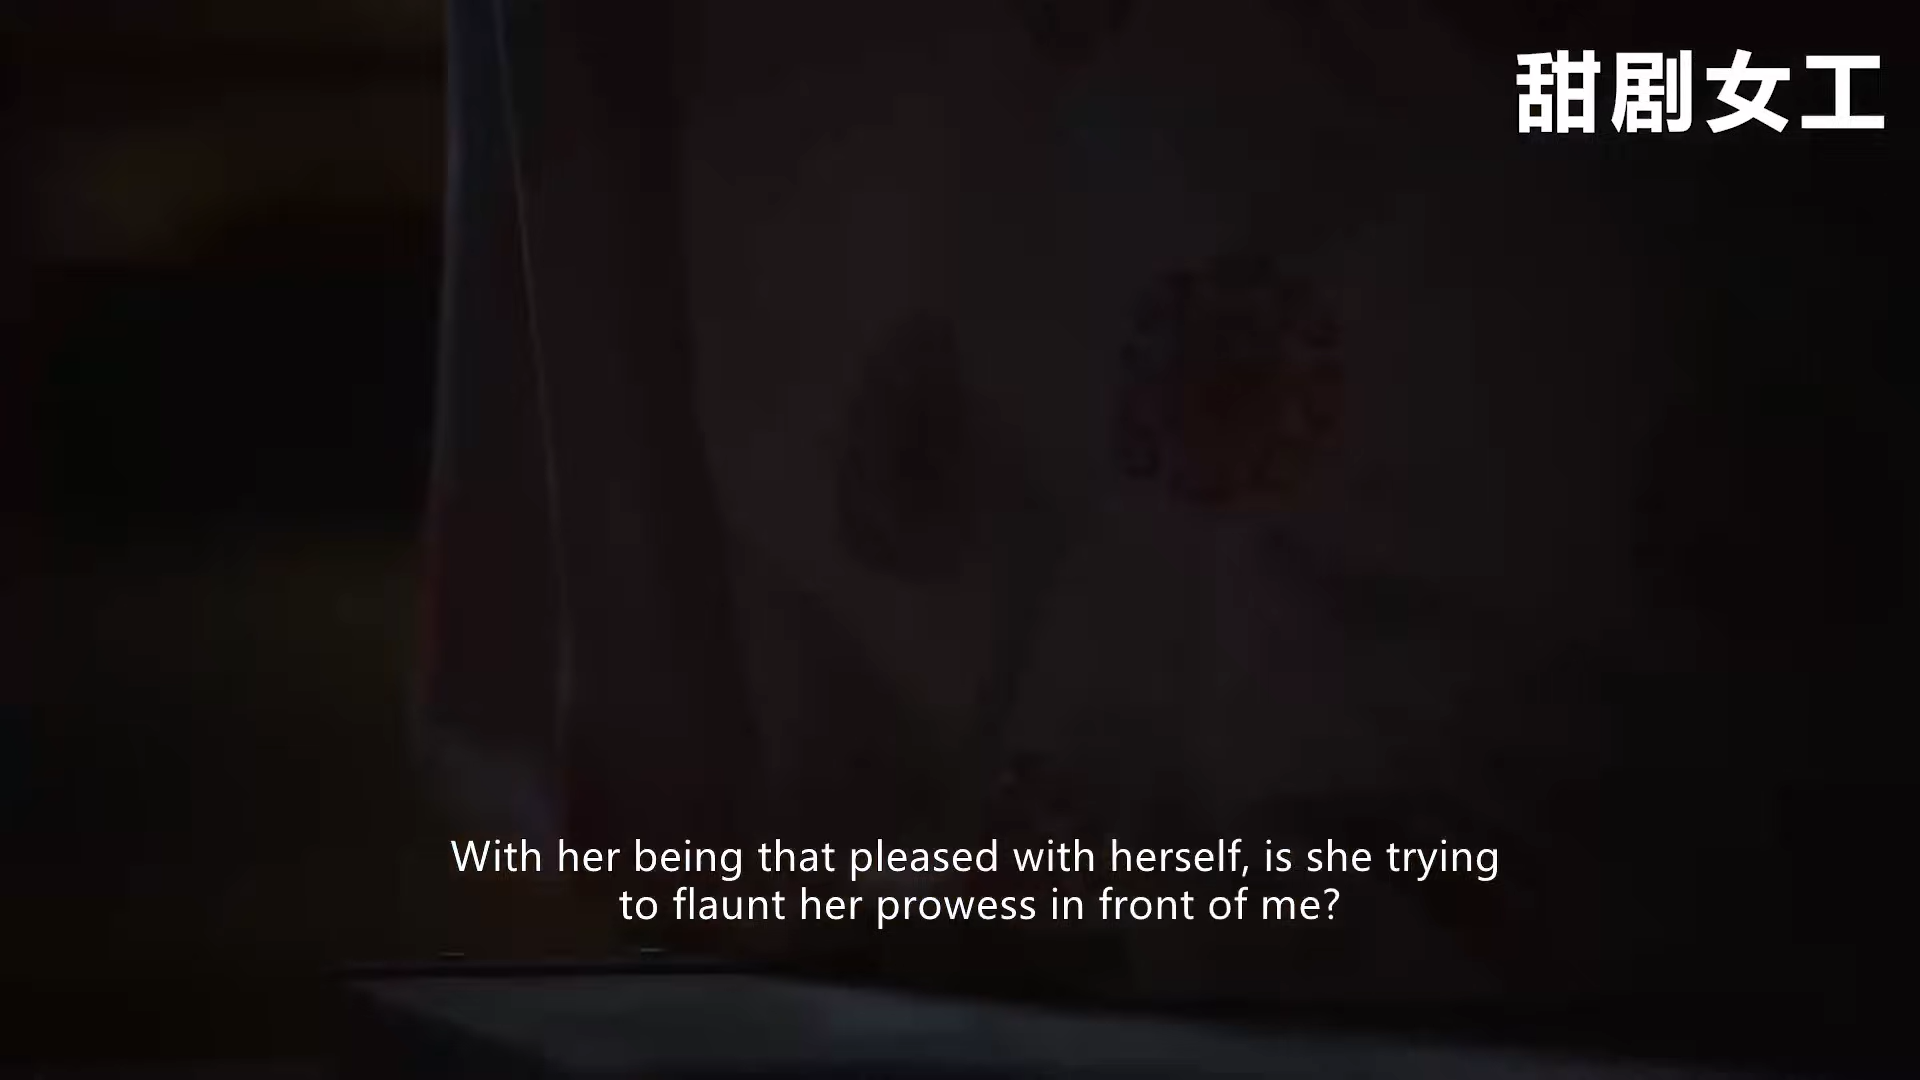 甜剧女工
With her being that pleased with herself, is she trying
to flaunt her prowess in front of me?